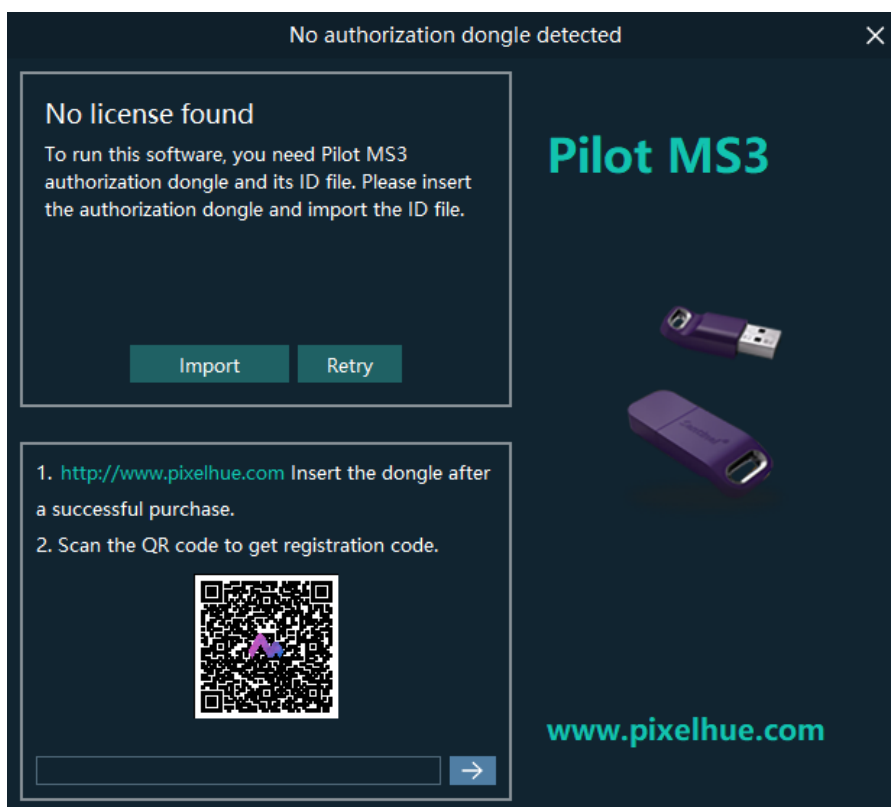 No authorization dongle detected
No license found
To run this software, you need Pilot MS3
authorization dongle and its ID file. Please insert
the authorization dongle and import the ID file.
Import
Retry
1. http://www.pixelhue.com Insert the dongle after
a successful purchase.
2. Scan the QR code to get registration code.
Pilot MS3
www.pixelhue.com